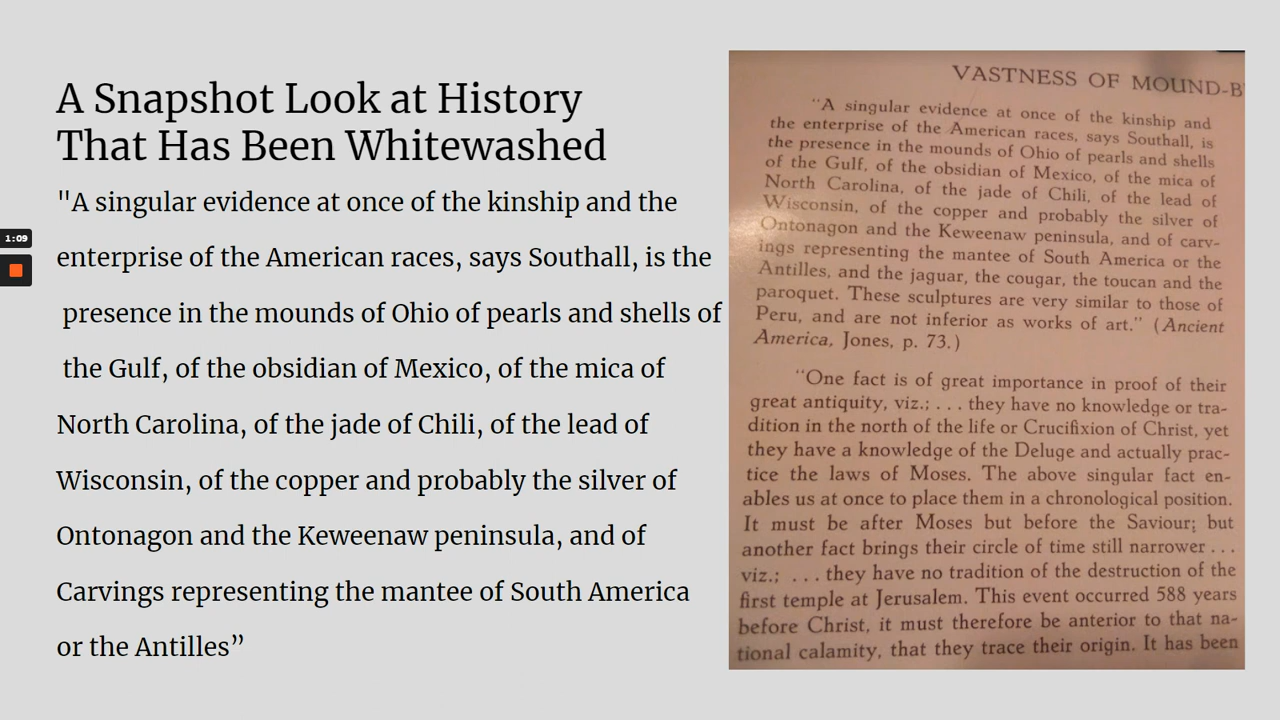 A Snapshot Look at History
That Has Been Whitewashed
"A singular evidence at once of the kinship and the
enterprise of the American races, says Southall, is the
presence in the mounds of Ohio of pearls and shells of
the Gulf, of the obsidian of Mexico, of the mica of
North Carolina, of the jade of Chili, of the lead of
Wisconsin, of the copper and probably the silver of
Ontonagon and the Keweenaw peninsula, and of
Carvings representing the mantee of South America
or the Antilles”
1:09
VASTNESS OF MOUND-B
“A singular evidence at once of the kinship and
the enterprise of the American races, says Southall, is
the presence in the mounds of Ohio of pearls and shells
of the Gulf, of the obsidian of Mexico, of the mica of
North Carolina, of the jade of Chili, of the lead of
Wisconsin, of the copper and probably the silver of
Ontonagon and the Keweenaw peninsula, and of carv-
ings representing the mantee of South America or the
Antilles, and the jaguar, the cougar, the toucan and the
paroquet. These sculptures are very similar to those of
Peru, and are not inferior as works of art.” (Ancient
America, Jones, p. 73.)
“One fact is of great importance in proof of their
great antiquity, viz.; . . . they have no knowledge or tra-
dition in the north of the life or Crucifixion of Christ, yet
they have a knowledge of the Deluge and actually prac-
tice the laws of Moses. The above singular fact en-
ables us at once to place them in a chronological position.
It must be after Moses but before the Saviour; but
another fact brings their circle of time still narrower . . .
viz.; . . . they have no tradition of the destruction of the
first temple at Jerusalem. This event occurred 588 years
before Christ, it must therefore be anterior to that na-
tional calamity, that they trace their origin. It has been